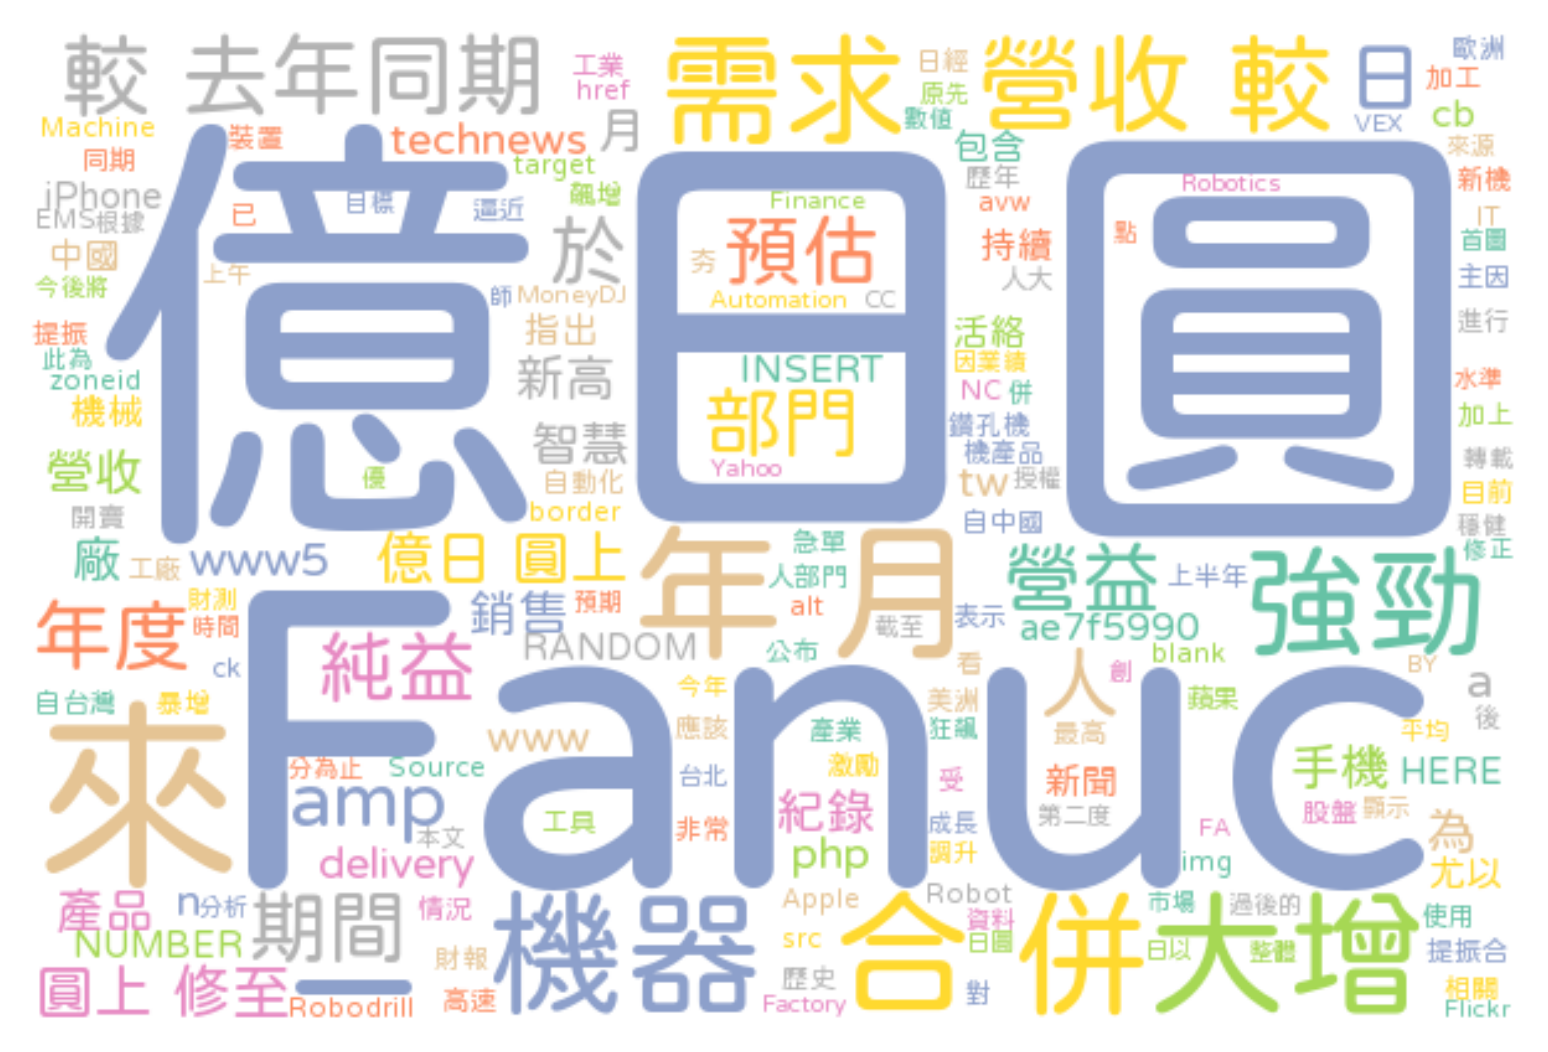 較 去年同期
工業
href
需求
日經
原先
數值
營收 較
日
VEX
歐洲
加工
cb
Machine
同期
裝置
technews
月
target
飆增
包含
歷年
avw
來源
新機
iPhone
EMS
根據
已
目標
逼近
中國
今後將
上午
億日圓
於
Finance
夯
預估
Automation
CC
持續
人大
Robotics
點
IT
首圖
主因
進行
提振
此為
zoneid
機械
師
MoneyDJ
指出
新高
INSERT
部門
Yahoo
活絡
因業績
NC
併
鑽孔機
機產品
水準
加上
營收
開賣
優
智慧
自動化
border
tw
授權
自中國
轉載
目前
穩健
修正
廠
工廠
www5
億日 圓上
年 月
急單
人部門
alt
截至
營益
上半年
強勁
年度
財測
時間
ck
銷售
預期
RANDOM
公布
表示
ae7f5990
純益
看
人
創
blank
BY
a
後
自台灣
暴增
Fanuc
今年
應該
美洲
狂飆
蘋果
平均
來
分為止
Source
www
amp
本文
delivery
工具
台北
非常
產業
激勵
紀錄
php
受
成長
調升
最高
新聞
第二度
FA
img
手機
HERE
股盤
顯示
為
尤以
產品
n
分析
期間
情況
機器
Apple
src
Robot
資料
日圓
合併
市場
過後的
大增
使用
NUMBER
財報
歷史
日以
整體
提振合
圓上 修至
一
Robodrill
高速
Factory
對
相關
Flickr